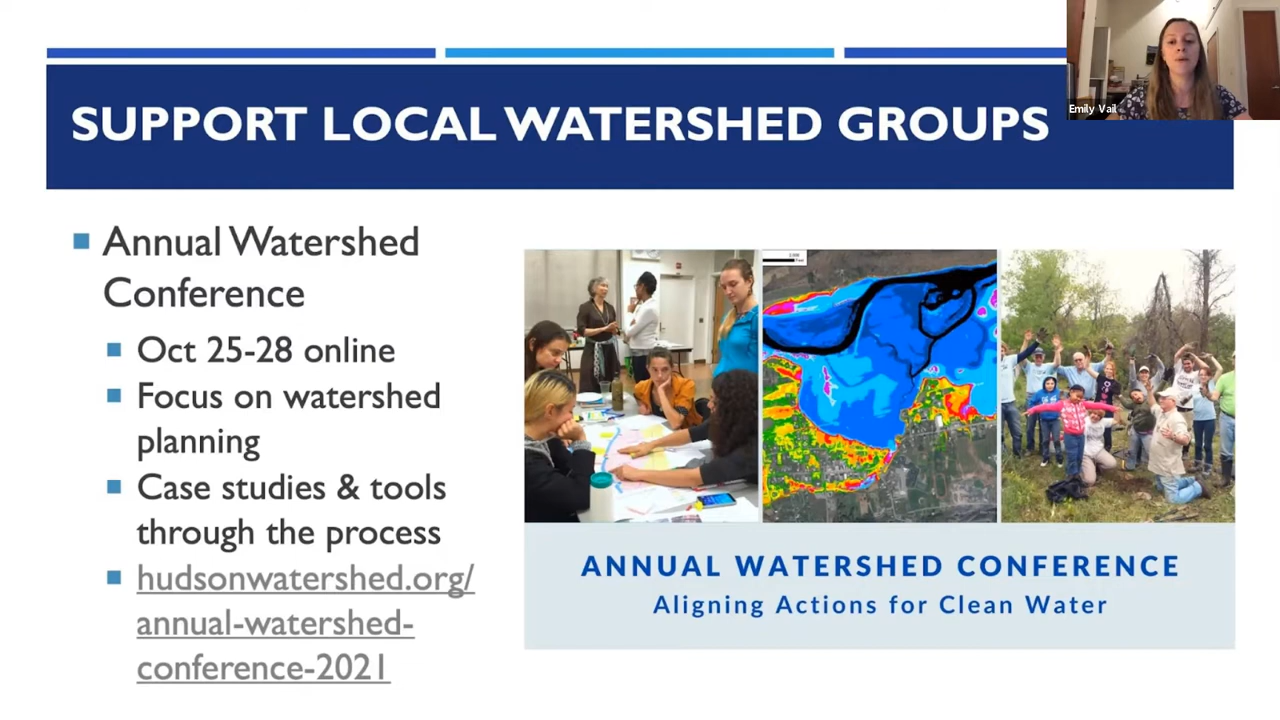 Emily Vail
SUPPORT LOCAL WATERSHED GROUPS
Annual Watershed
Conference
Oct 25-28 online
Focus on watershed
planning
Case studies & tools
through the process
hudsonwatershed.org/
annual-watershed-
conference-2021
ANNUAL WATERSHED CONFERENCE
Aligning Actions for Clean Water